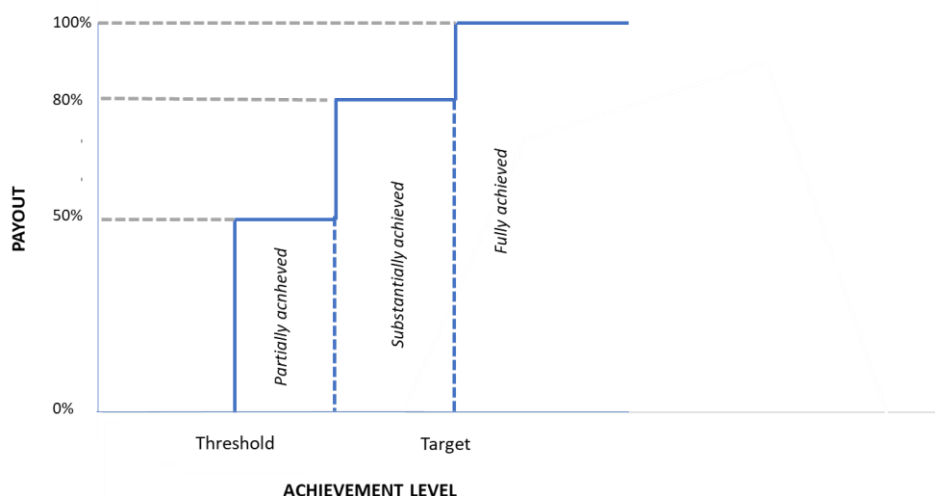 100%
80%
50%
0%
PAYOUT
Partially acnheved
Substantially achieved
Fully achieved
Threshold
Target
ACHIEVEMENT LEVEL